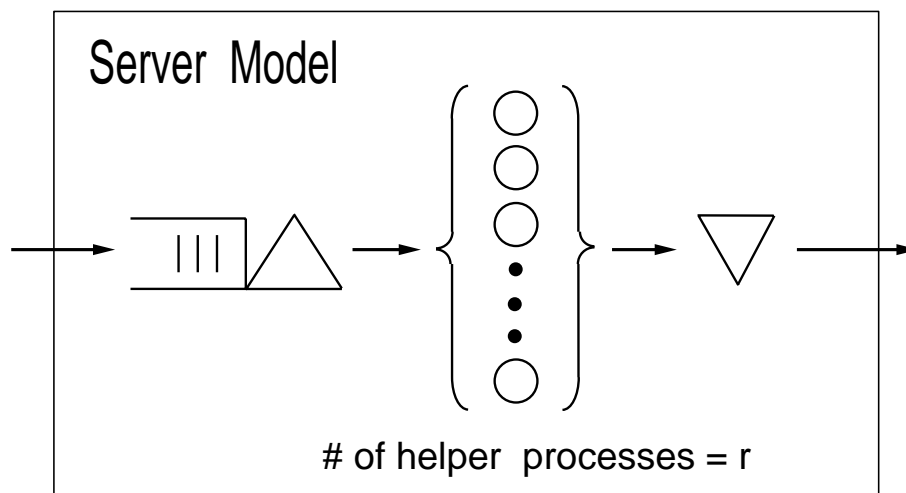 Server Model
# of helper processes = r